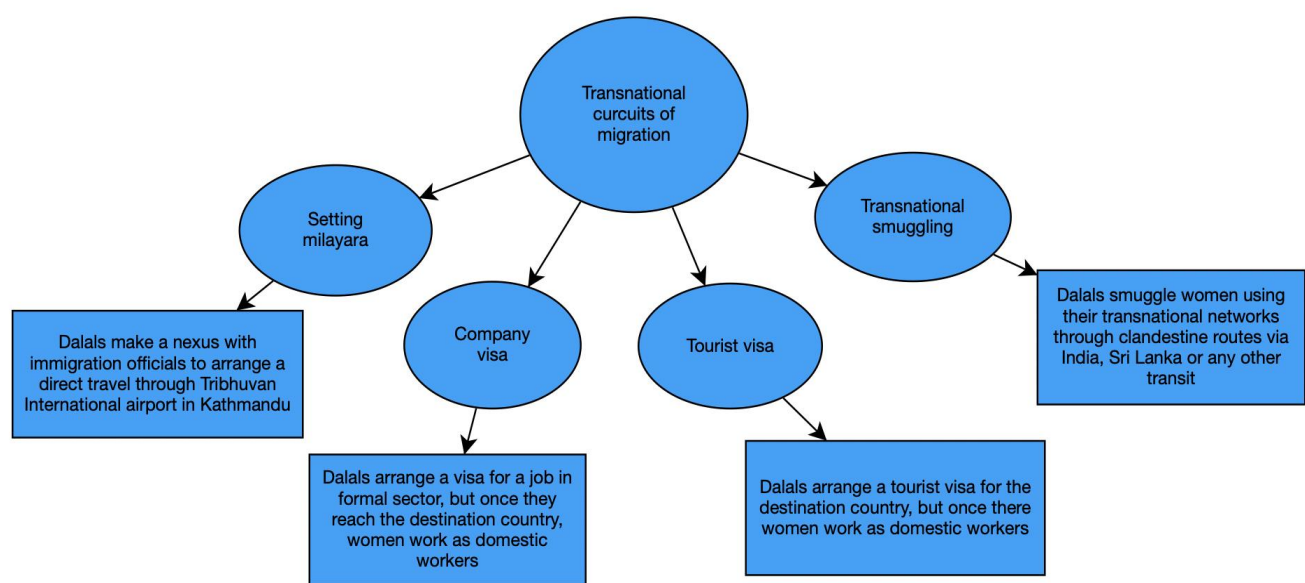 Transnational
curcuits of
migration
Setting
milayara
Company
visa
Tourist visa
Transnational
smuggling
Dalals make a nexus with
immigration officials to arrange a
direct travel through Tribhuvan
International airport in Kathmandu
Dalals arrange a visa for a job in
formal sector, but once they
reach the destination country,
women work as domestic
workers
Dalals arrange a tourist visa for the
destination country, but once there
women work as domestic workers
Dalals smuggle women using
their transnational networks
through clandestine routes via
India, Sri Lanka or any other
transit